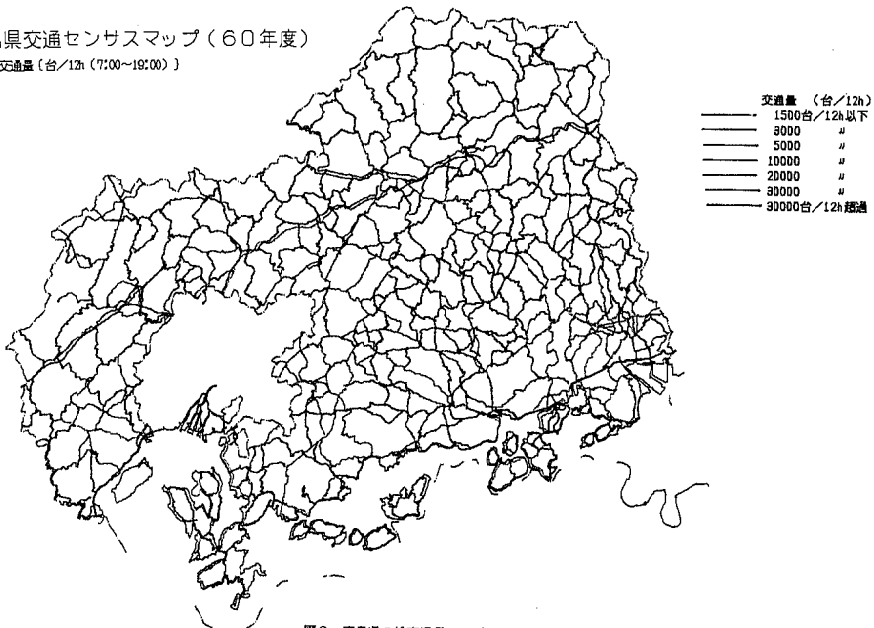 県交通センサスマップ（60年度）
交通量〔台／12h（7:00～19:00）〕
交通量 （台／12h）
1500台／12h以下
3000 〃
5000 〃
10000 〃
20000 〃
30000 〃
30000台／12h超過